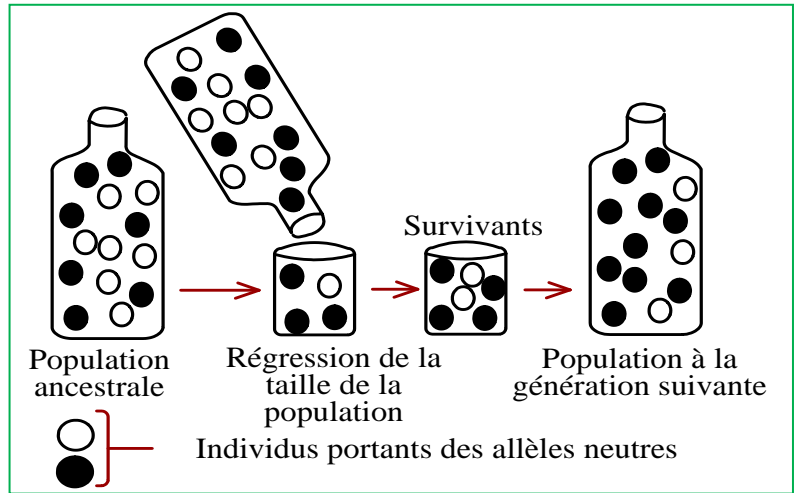 Survivants
Population
ancestrale
Régression de la
taille de la
population
Population à la
génération suivante
Individus portants des allèles neutres